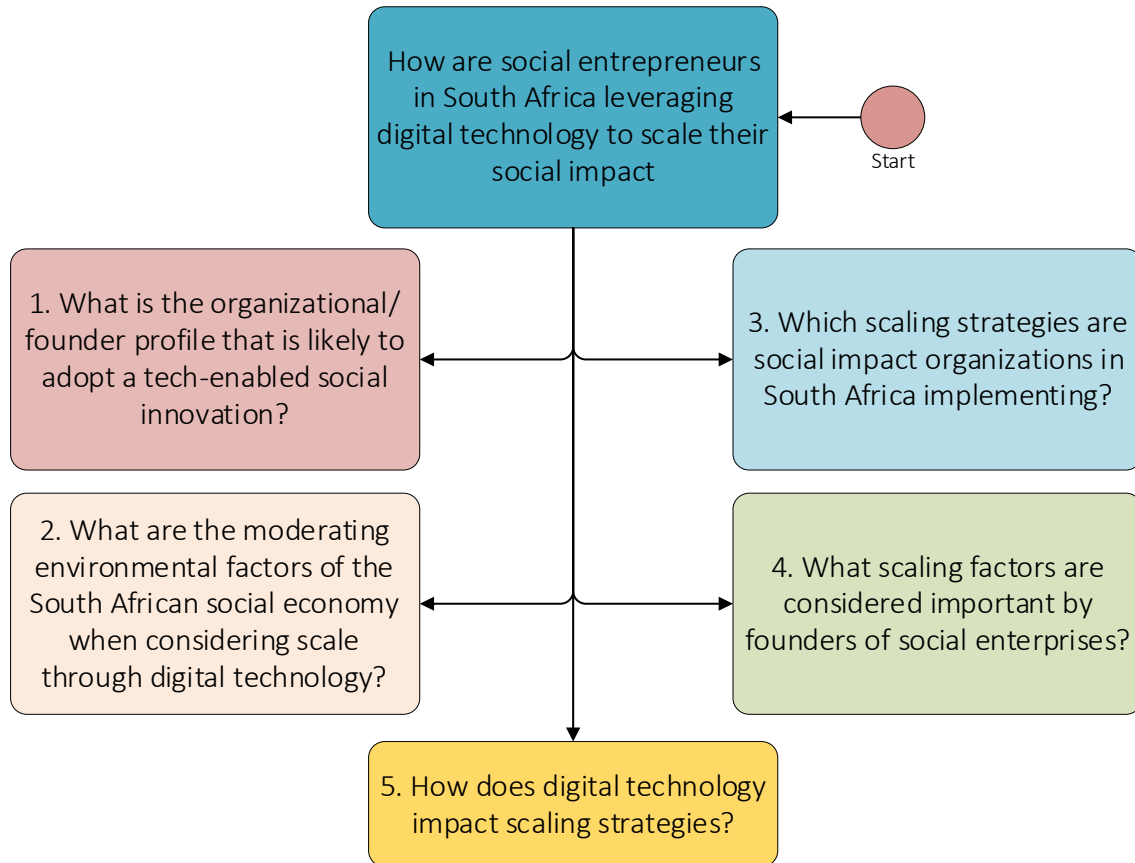 How are social entrepreneurs
in South Africa leveraging
digital technology to scale their
social impact
Start
1. What is the organizational/
founder profile that is likely to
adopt a tech-enabled social
innovation?
3. Which scaling strategies are
social impact organizations in
South Africa implementing?
2. What are the moderating
environmental factors of the
South African social economy
when considering scale
through digital technology?
4. What scaling factors are
considered important by
founders of social enterprises?
5. How does digital technology
impact scaling strategies?